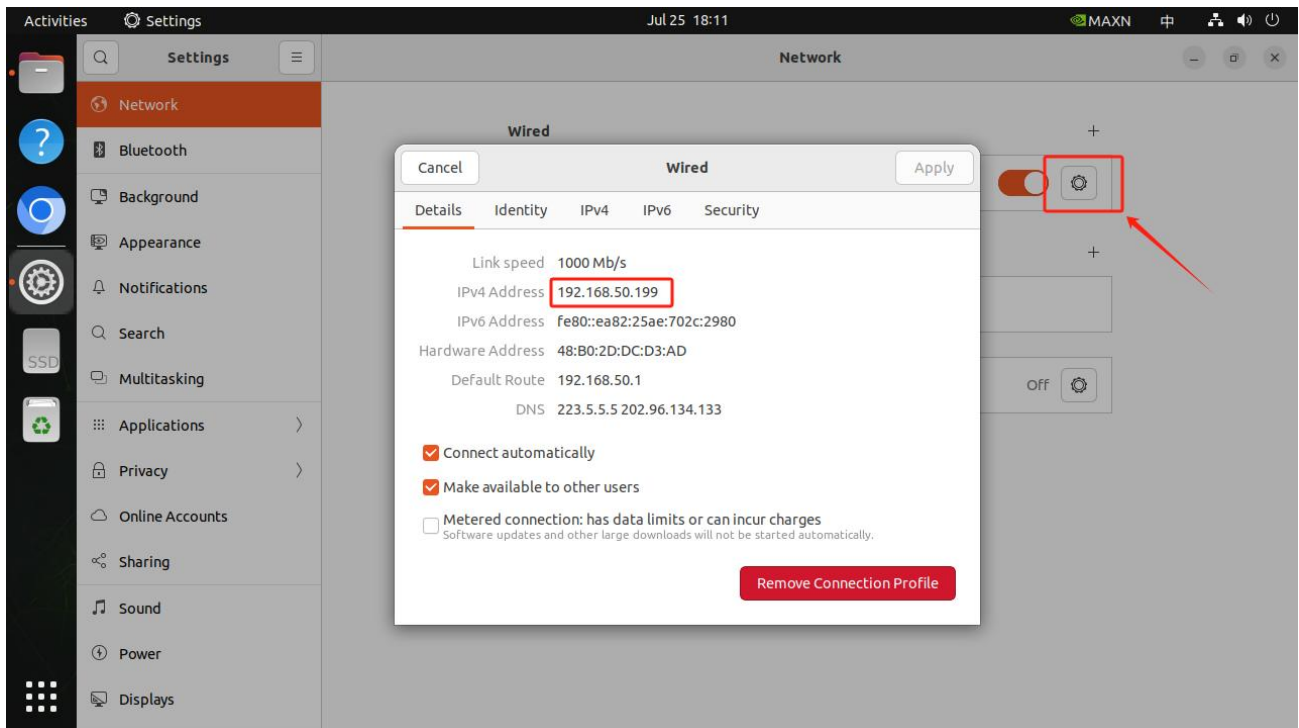 Activities Settings Jul 25 18:11 MAXN 中
Settings Network
Network
Bluetooth
Background
Appearance
Notifications
Search
Multitasking
Applications
Privacy
Online Accounts
Sharing
Sound
Power
Displays
SSD
Wired
Cancel Wired Apply
Details Identity IPv4 IPv6 Security
Link speed 1000 Mb/s
IPv4 Address 192.168.50.199
IPv6 Address fe80::ea82:25ae:702c:2980
Hardware Address 48:B0:2D:DC:D3:AD
Default Route 192.168.50.1
DNS 223.5.5.5 202.96.134.133
Connect automatically
Make available to other users
Metered connection: has data limits or can incur charges
Software updates and other large downloads will not be started automatically.
Remove Connection Profile
Off